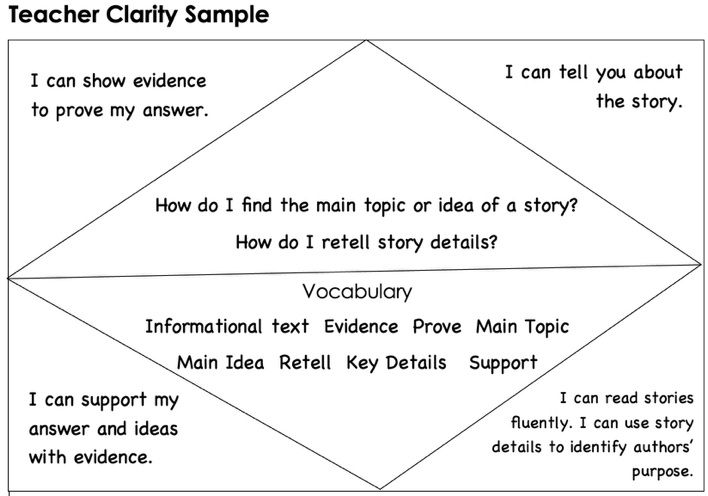 Teacher Clarity Sample
I can show evidence
to prove my answer.
I can tell you about
the story.
How do I find the main topic or idea of a story?
How do I retell story details?
Vocabulary
Informational text Evidence Prove Main Topic
Main Idea Retell Key Details Support
I can support my
answer and ideas
with evidence.
I can read stories
fluently. I can use story
details to identify authors'
purpose.